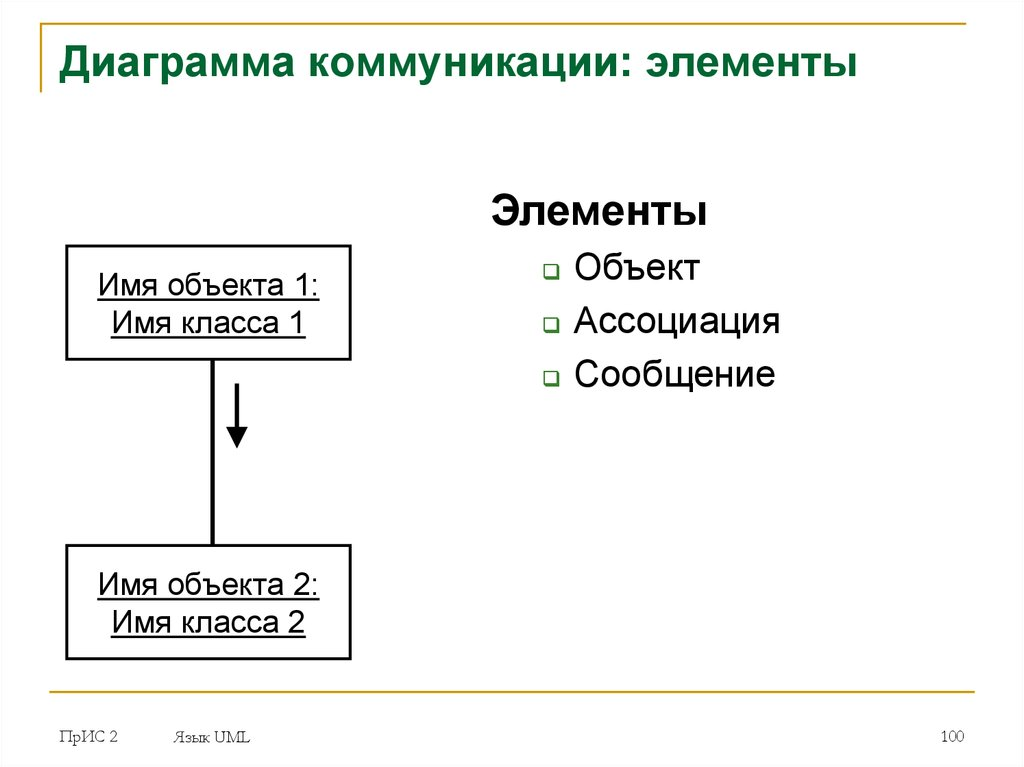 Диаграмма коммуникации: элементы
Элементы
Объект
Ассоциация
Сообщение
Имя объекта 1:
Имя класса 1
Имя объекта 2:
Имя класса 2
ПрИС 2
Язык UML
100